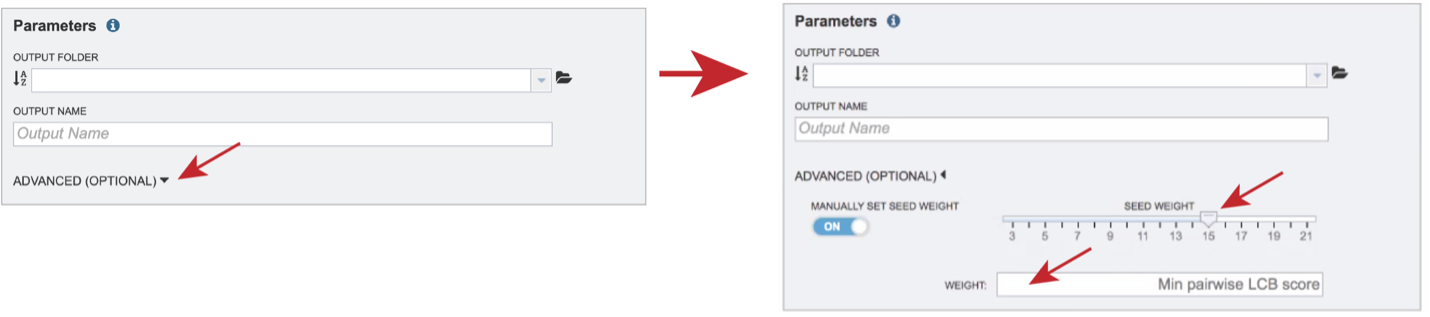 Parameters i
OUTPUT FOLDER
A
Z
OUTPUT NAME
Output Name
ADVANCED (OPTIONAL)
Parameters i
OUTPUT FOLDER
A
Z
OUTPUT NAME
Output Name
ADVANCED (OPTIONAL)
MANUALLY SET SEED WEIGHT
ON
SEED WEIGHT
3 5 7 9 11 13 15 17 19 21
WEIGHT: Min pairwise LCB score